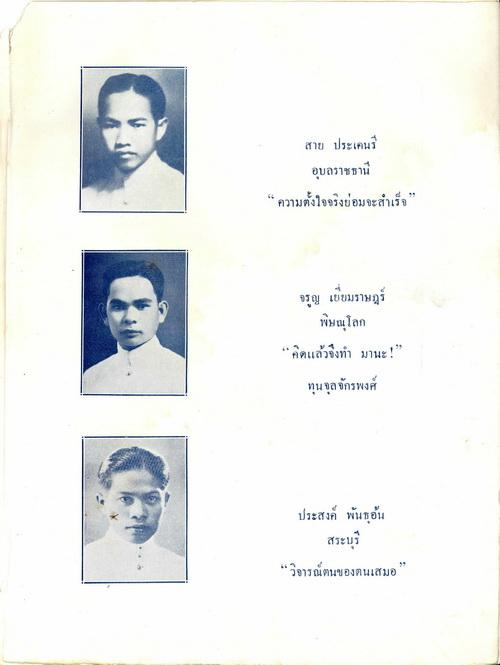 สาย ประเคนรี
อุบลราชธานี
“ ความตั้งใจจริงย่อมจะสำเร็จ ”
จรูญ เยี่ยมราษฎร์
พิษณุโลก
“ คิดแล้วจึงทำ มานะ ! ”
ทุนจุลจักรพงศ์
ประสงค์ พันธุอ้น
สระบุรี
“ วิจารณ์ตนของตนเสมอ ”